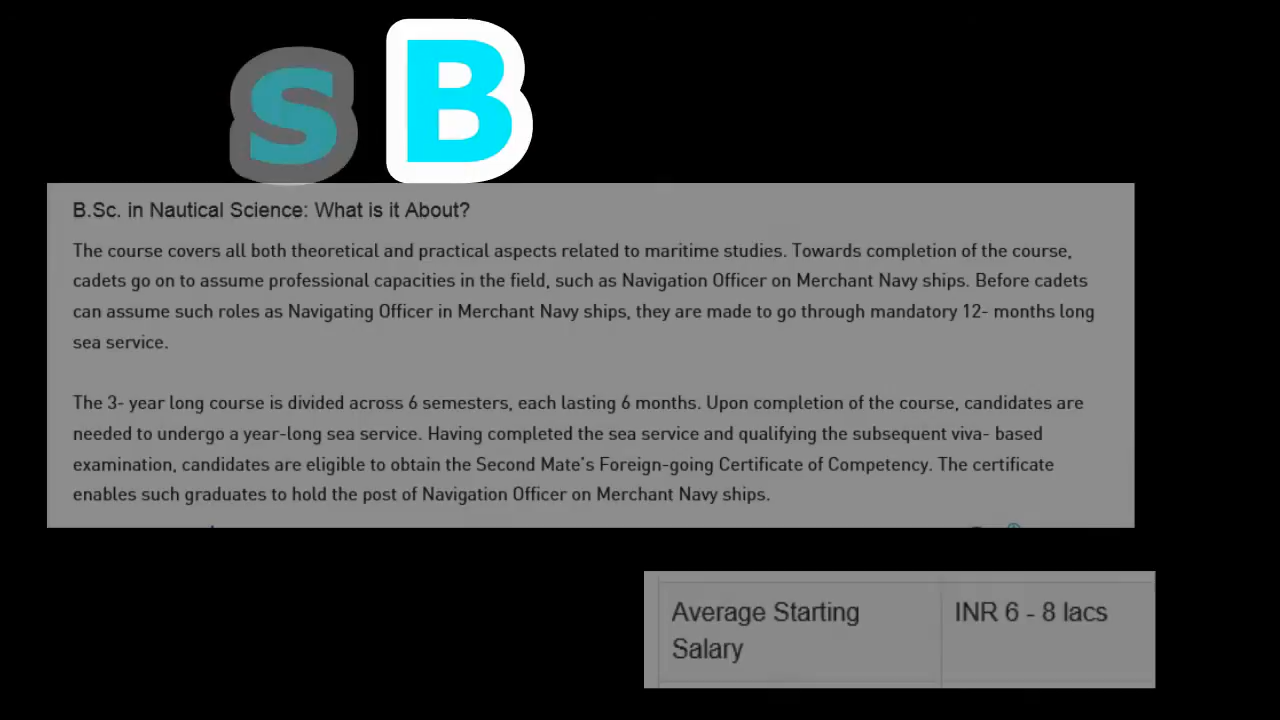 s B
B.Sc. in Nautical Science: What is it About?
The course covers all both theoretical and practical aspects related to maritime studies. Towards completion of the course,
cadets go on to assume professional capacities in the field, such as Navigation Officer on Merchant Navy ships. Before cadets
can assume such roles as Navigating Officer in Merchant Navy ships, they are made to go through mandatory 12- months long
sea service.
The 3- year long course is divided across 6 semesters, each lasting 6 months. Upon completion of the course, candidates are
needed to undergo a year-long sea service. Having completed the sea service and qualifying the subsequent viva- based
examination, candidates are eligible to obtain the Second Mate's Foreign-going Certificate of Competency. The certificate
enables such graduates to hold the post of Navigation Officer on Merchant Navy ships.
Average Starting INR 6 - 8 lacs
Salary